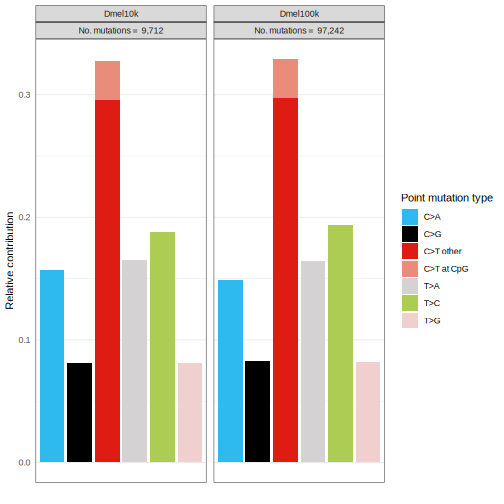 Dmel10k
Dmel100k
No. mutations = 9,712
No. mutations = 97,242
Relative contribution
0.3
0.2
0.1
0.0
Point mutation type
C>A
C>G
C>T other
C>T at CpG
T>A
T>C
T>G